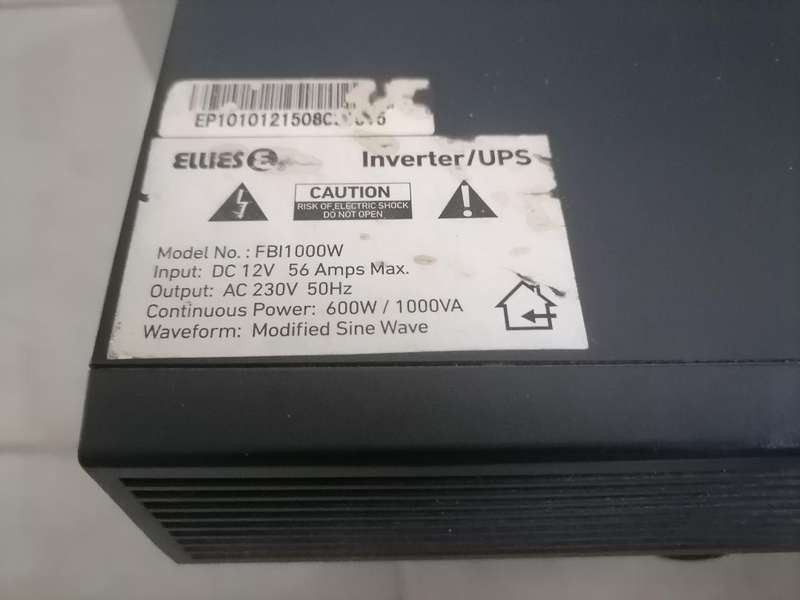 ELLIES E
Inverter/UPS
CAUTION
RISK OF ELECTRIC SHOCK
DO NOT OPEN
Model No. : FBI1000W
Input: DC 12V 56 Amps Max.
Output: AC 230V 50Hz
Continuous Power: 600W / 1000VA
Waveform: Modified Sine Wave